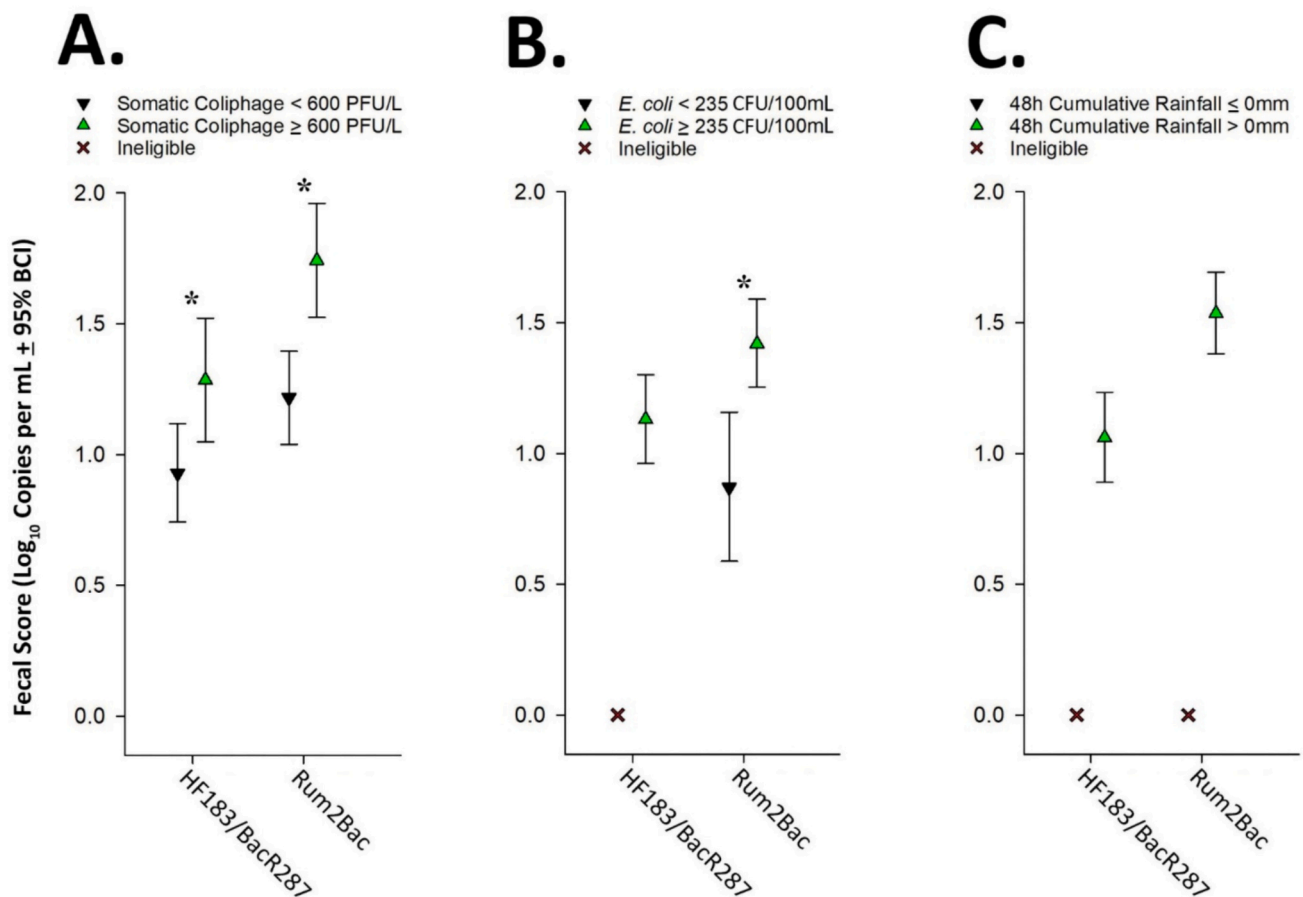 A.
▼ Somatic Coliphage < 600 PFU/L
▲ Somatic Coliphage ≥ 600 PFU/L
✕ Ineligible
Fecal Score (Log₁₀ Copies per mL ± 95% BCI)
2.0
1.5
1.0
0.5
0.0
*
*
HF183/BacR287
Rum2Bac
B.
▼ E. coli < 235 CFU/100mL
▲ E. coli ≥ 235 CFU/100mL
✕ Ineligible
2.0
1.5
1.0
0.5
0.0
*
HF183/BacR287
Rum2Bac
C.
▼ 48h Cumulative Rainfall ≤ 0mm
▲ 48h Cumulative Rainfall > 0mm
✕ Ineligible
2.0
1.5
1.0
0.5
0.0
HF183/BacR287
Rum2Bac